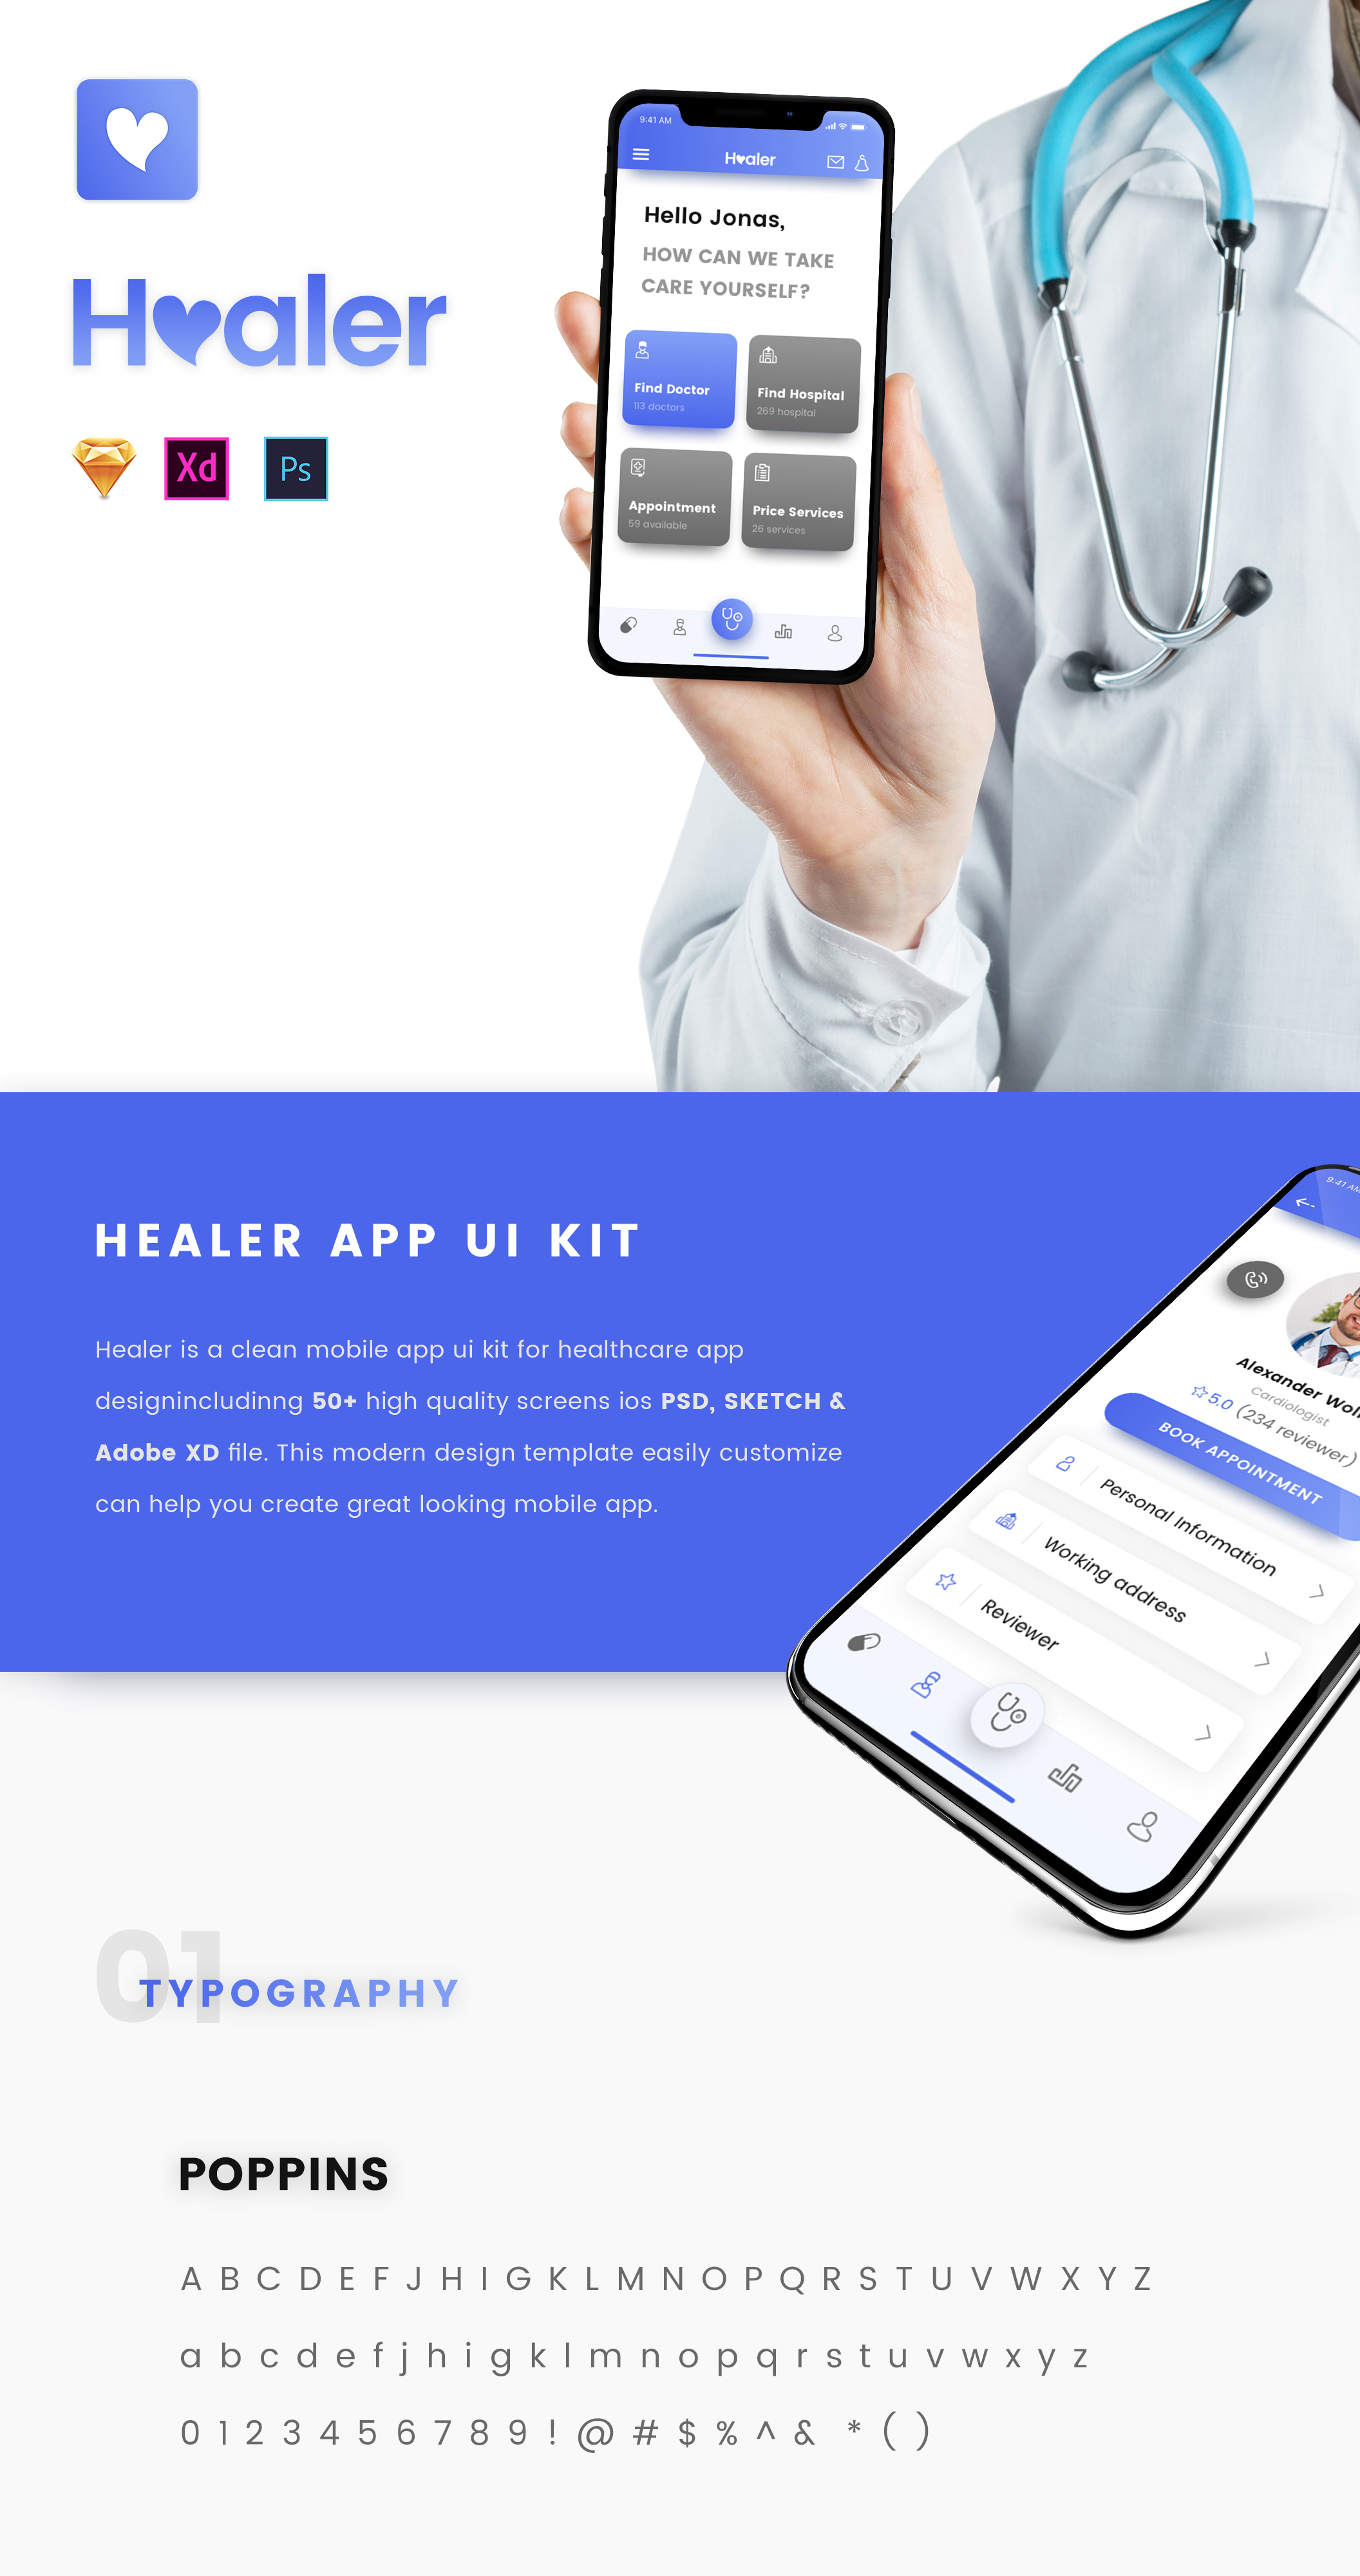 9:41 AM
H♥aler
Hello Jonas,
HOW CAN WE TAKE
CARE YOURSELF?
Find Doctor
113 doctors
Find Hospital
269 hospital
Appointment
59 available
Price Services
26 services
H♥aler
Xd
Ps
HEALER APP UI KIT
Healer is a clean mobile app ui kit for healthcare app
designincludinng 50+ high quality screens ios PSD, SKETCH &
Adobe XD file. This modern design template easily customize
can help you create great looking mobile app.
9:41 AM
Alexander
Cardiologist
5.0 (234 reviewer)
BOOK APPOINTMENT
Personal Information
Working address
Reviewer
01
TYPOGRAPHY
POPPINS
A B C D E F J H I G K L M N O P Q R S T U V W X Y Z
a b c d e f j h i g k l m n o p q r s t u v w x y z
0 1 2 3 4 5 6 7 8 9 ! @ # $ % ^ & * ( )